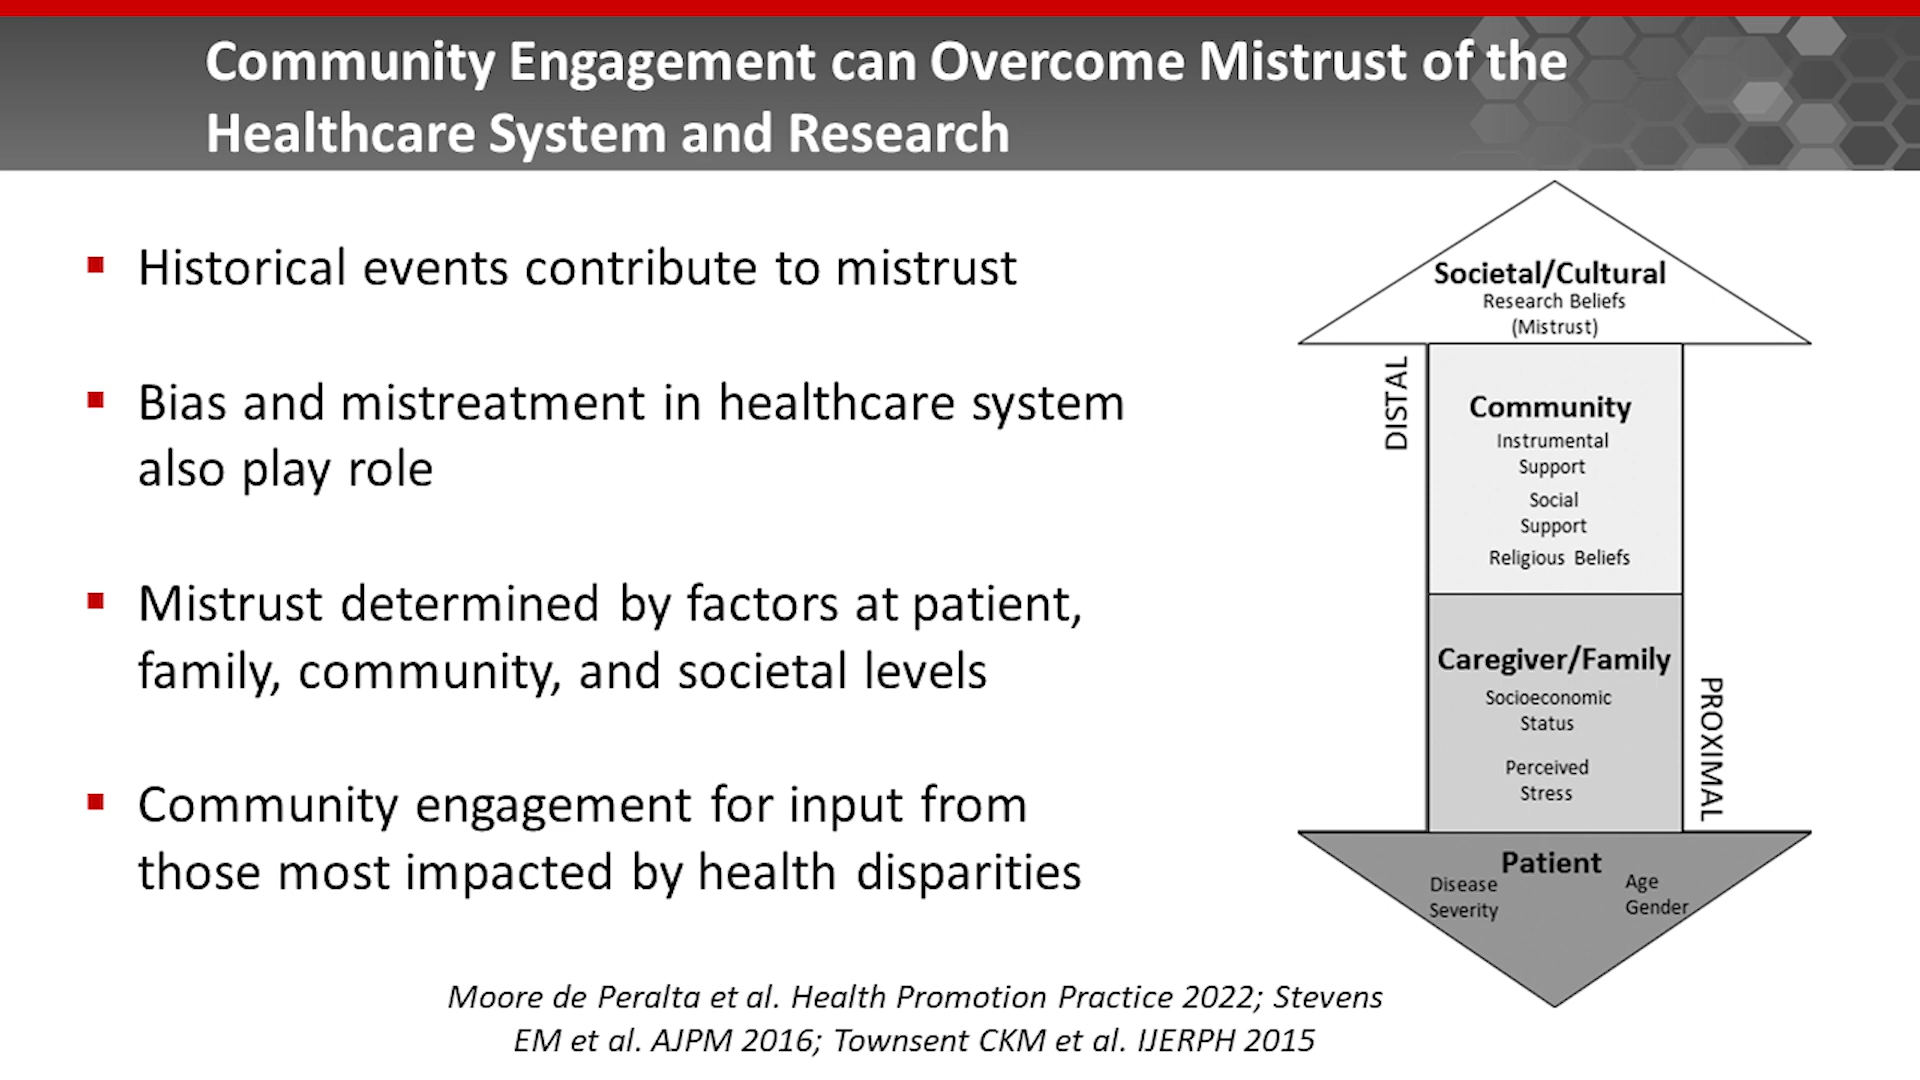 Community Engagement can Overcome Mistrust of the
Healthcare System and Research
Historical events contribute to mistrust
Bias and mistreatment in healthcare system
also play role
Mistrust determined by factors at patient,
family, community, and societal levels
Community engagement for input from
those most impacted by health disparities
Societal/Cultural
Research Beliefs
(Mistrust)
DISTAL
Community
Instrumental
Support
Social
Support
Religious Beliefs
Caregiver/Family
Socioeconomic
Status
Perceived
Stress
PROXIMAL
Patient
Disease
Severity
Age
Gender
Moore de Peralta et al. Health Promotion Practice 2022; Stevens
EM et al. AJPM 2016; Townsent CKM et al. IJERPH 2015